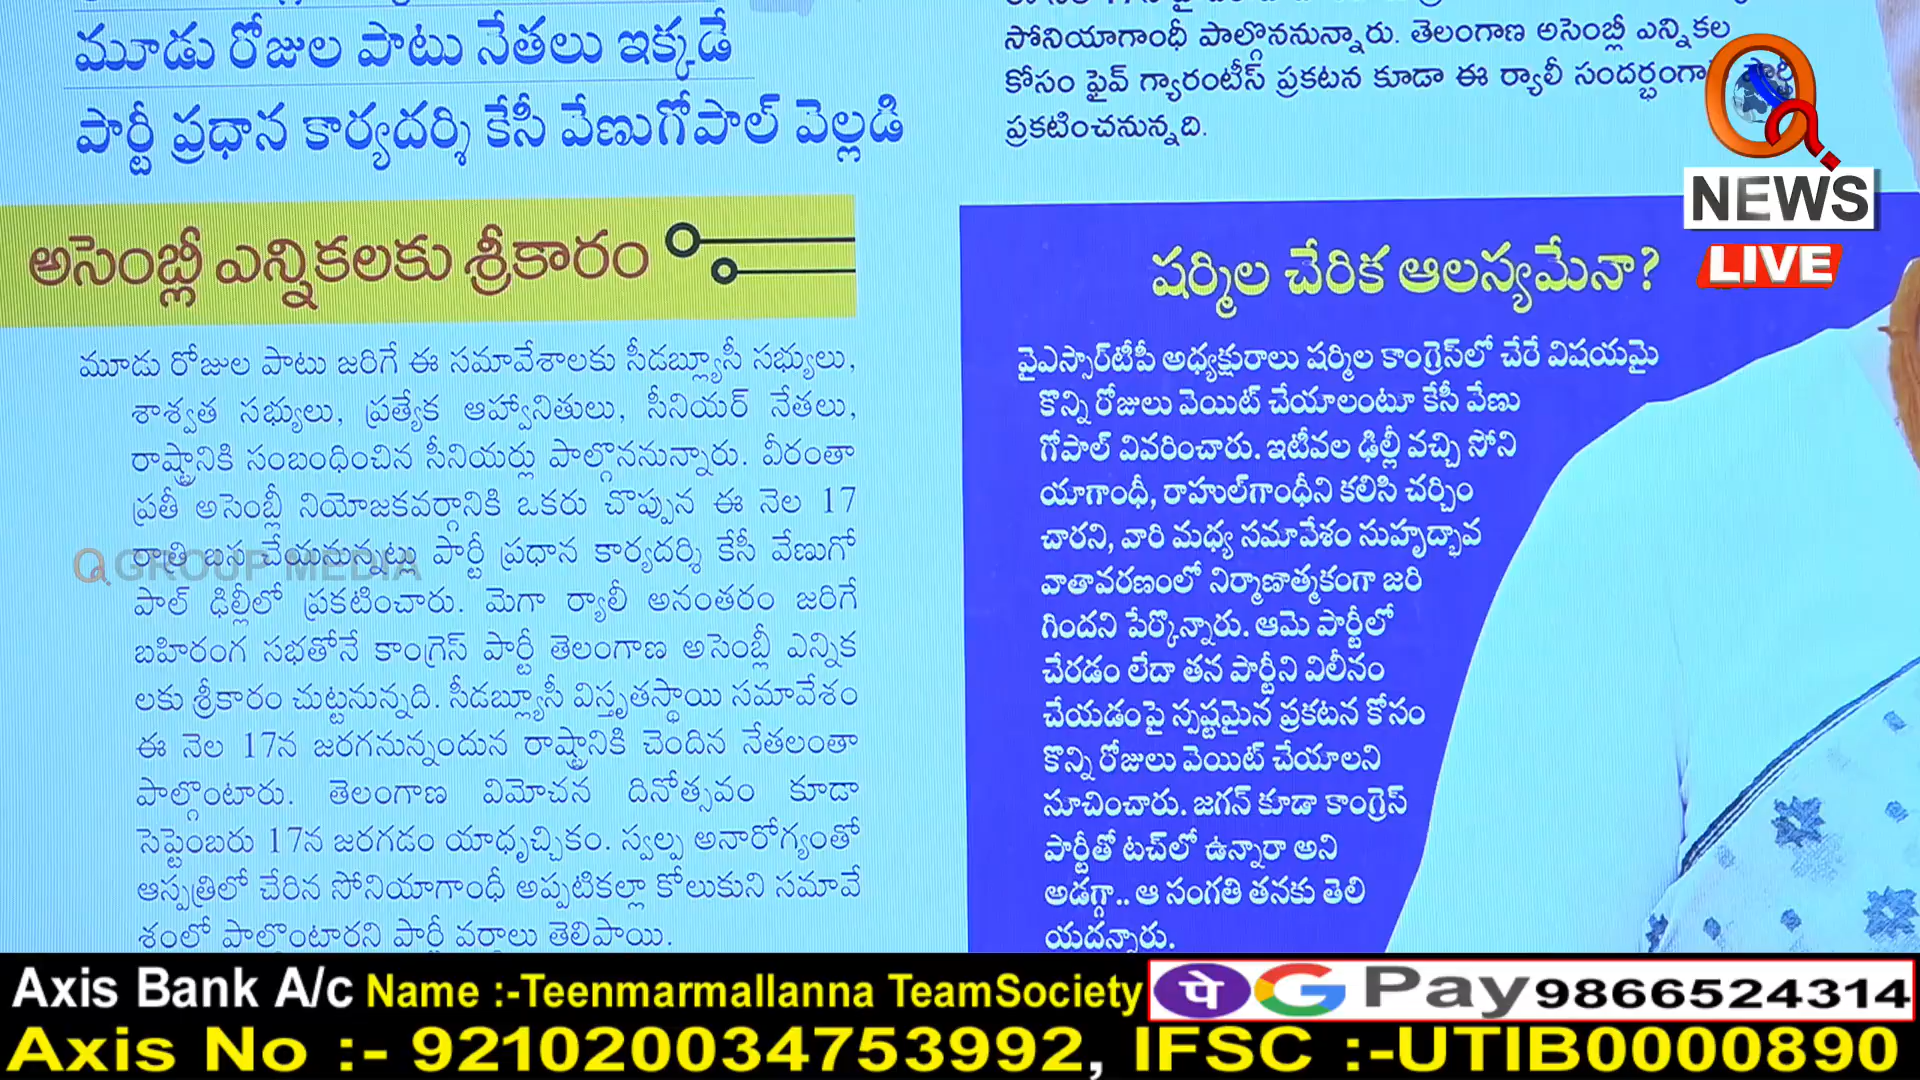 మూడు రోజుల పాటు నేతలు ఇక్కడే
పార్టీ ప్రధాన కార్యదర్శి కేసీ వేణుగోపాల్ వెల్లడి
అసెంబ్లీ ఎన్నికలకు శ్రీకారం
మూడు రోజుల పాటు జరిగే ఈ సమావేశాలకు సీడబ్ల్యూసీ సభ్యులు,
శాశ్వత సభ్యులు, ప్రత్యేక ఆహ్వానితులు, సీనియర్ నేతలు,
రాష్ట్రానికి సంబంధించిన సీనియర్లు పాల్గొననున్నారు. వీరంతా
ప్రతీ అసెంబ్లీ నియోజకవర్గానికి ఒకరు చొప్పున ఈ నెల 17
రాత్రి బస చేయనున్నట్లు పార్టీ ప్రధాన కార్యదర్శి కేసీ వేణుగో
పాల్ ఢిల్లీలో ప్రకటించారు. మెగా ర్యాలీ అనంతరం జరిగే
బహిరంగ సభతోనే కాంగ్రెస్ పార్టీ తెలంగాణ అసెంబ్లీ ఎన్నిక
లకు శ్రీకారం చుట్టనున్నది. సీడబ్ల్యూసీ విస్తృతస్థాయి సమావేశం
ఈ నెల 17న జరగనున్నందున రాష్ట్రానికి చెందిన నేతలంతా
పాల్గొంటారు. తెలంగాణ విమోచన దినోత్సవం కూడా
సెప్టెంబరు 17న జరగడం యాధృచ్ఛికం. స్వల్ప అనారోగ్యంతో
ఆస్పత్రిలో చేరిన సోనియాగాంధీ అప్పటికల్లా కోలుకుని సమావే
శంలో పాల్గొంటారని పార్టీ వర్గాలు తెలిపాయి.
Q GROUP MEDIA
సోనియాగాంధీ పాల్గొననున్నారు. తెలంగాణ అసెంబ్లీ ఎన్నికల
కోసం ఫైవ్ గ్యారంటీస్ ప్రకటన కూడా ఈ ర్యాలీ సందర్భంగా పార్టీ
ప్రకటించనున్నది.
షర్మిల చేరిక ఆలస్యమేనా?
వైఎస్సార్‌టీపీ అధ్యక్షురాలు షర్మిల కాంగ్రెస్‌లో చేరే విషయమై
కొన్ని రోజులు వెయిట్ చేయాలంటూ కేసీ వేణు
గోపాల్ వివరించారు. ఇటీవల ఢిల్లీ వచ్చి సోని
యాగాంధీ, రాహుల్‌గాంధీని కలిసి చర్చిం
చారని, వారి మధ్య సమావేశం సుహృద్భావ
వాతావరణంలో నిర్మాణాత్మకంగా జరి
గిందని పేర్కొన్నారు. ఆమె పార్టీలో
చేరడం లేదా తన పార్టీని విలీనం
చేయడంపై స్పష్టమైన ప్రకటన కోసం
కొన్ని రోజులు వెయిట్ చేయాలని
సూచించారు. జగన్ కూడా కాంగ్రెస్
పార్టీతో టచ్‌లో ఉన్నారా అని
అడగ్గా.. ఆ సంగతి తనకు తెలి
యదన్నారు.
Q
NEWS
LIVE
Axis Bank A/c Name :-Teenmarmallanna TeamSociety पे G Pay 9866524314
Axis No :- 921020034753992, IFSC :-UTIB0000890